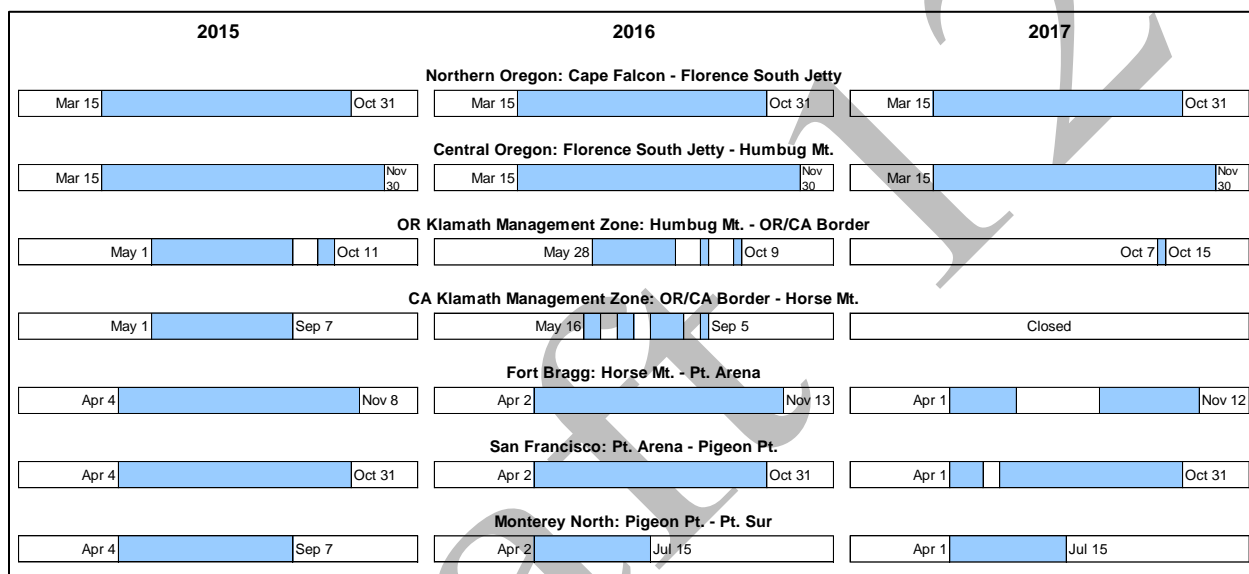 2015 2016 2017
Northern Oregon: Cape Falcon - Florence South Jetty
Mar 15 Oct 31 Mar 15 Oct 31 Mar 15 Oct 31
Central Oregon: Florence South Jetty - Humbug Mt.
Mar 15 Nov 30 Mar 15 Nov 30 Mar 15 Nov 30
OR Klamath Management Zone: Humbug Mt. - OR/CA Border
May 1 Oct 11 May 28 Oct 9 Oct 7 Oct 15
CA Klamath Management Zone: OR/CA Border - Horse Mt.
May 1 Sep 7 May 16 Sep 5 Closed
Fort Bragg: Horse Mt. - Pt. Arena
Apr 4 Nov 8 Apr 2 Nov 13 Apr 1 Nov 12
San Francisco: Pt. Arena - Pigeon Pt.
Apr 4 Oct 31 Apr 2 Oct 31 Apr 1 Oct 31
Monterey North: Pigeon Pt. - Pt. Sur
Apr 4 Sep 7 Apr 2 Jul 15 Apr 1 Jul 15